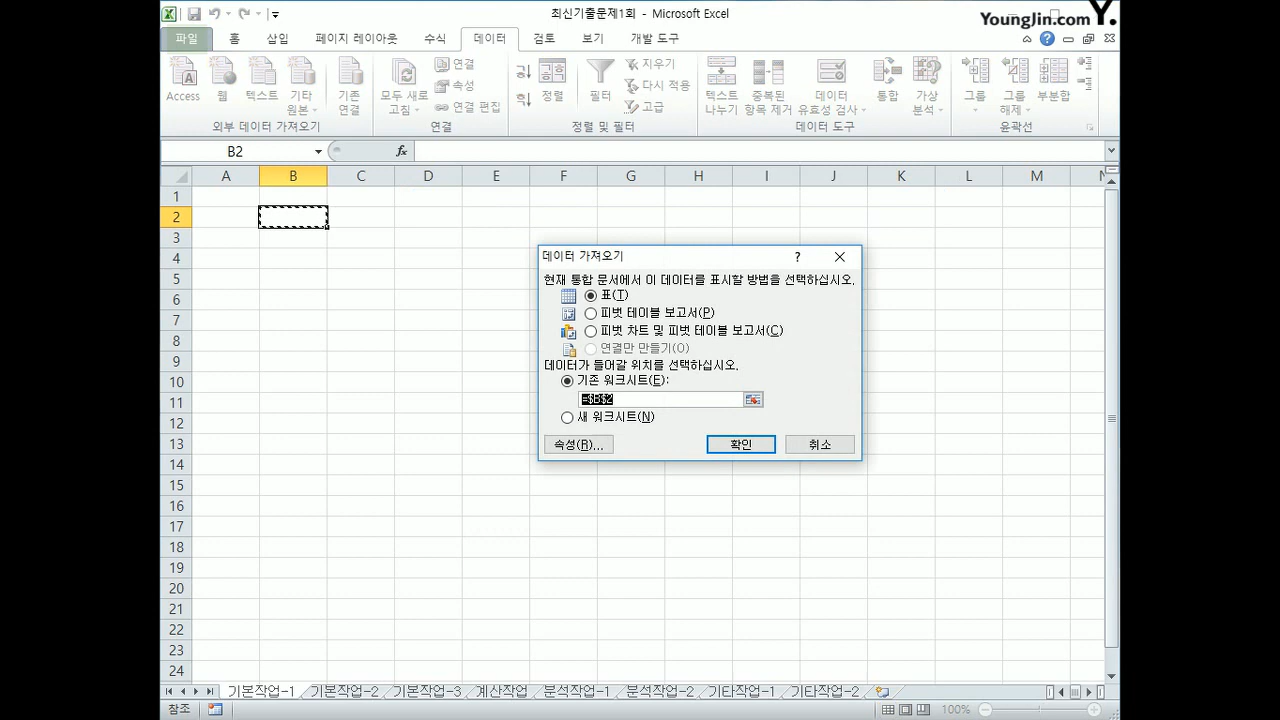 최신기출문제1회 - Microsoft Excel
YoungJin.com Y.
파일 홈 삽입 페이지 레이아웃 수식 데이터 검토 보기 개발 도구
Access 웹 텍스트 기타 원본 기존 연결 모두 새로 고침 연결 속성 연결 편집 정렬 필터 지우기 다시 적용 고급 텍스트 나누기 중복된 항목 제거 데이터 유효성 검사 통합 가상 분석 그룹 그룹 해제 부분합
외부 데이터 가져오기 연결 정렬 및 필터 데이터 도구 윤곽선
B2 fx
A B C D E F G H I J K L M N
1
2
3
4
5
6
7
8
9
10
11
12
13
14
15
16
17
18
19
20
21
22
23
24
데이터 가져오기 ?
현재 통합 문서에서 이 데이터를 표시할 방법을 선택하십시오.
표(T)
피벗 테이블 보고서(P)
피벗 차트 및 피벗 테이블 보고서(C)
연결만 만들기(O)
데이터가 들어갈 위치를 선택하십시오.
기존 워크시트(E):
=$B$2
새 워크시트(N)
속성(R)... 확인 취소
기본작업-1 기본작업-2 기본작업-3 계산작업 분석작업-1 분석작업-2 기타작업-1 기타작업-2
참조 100%